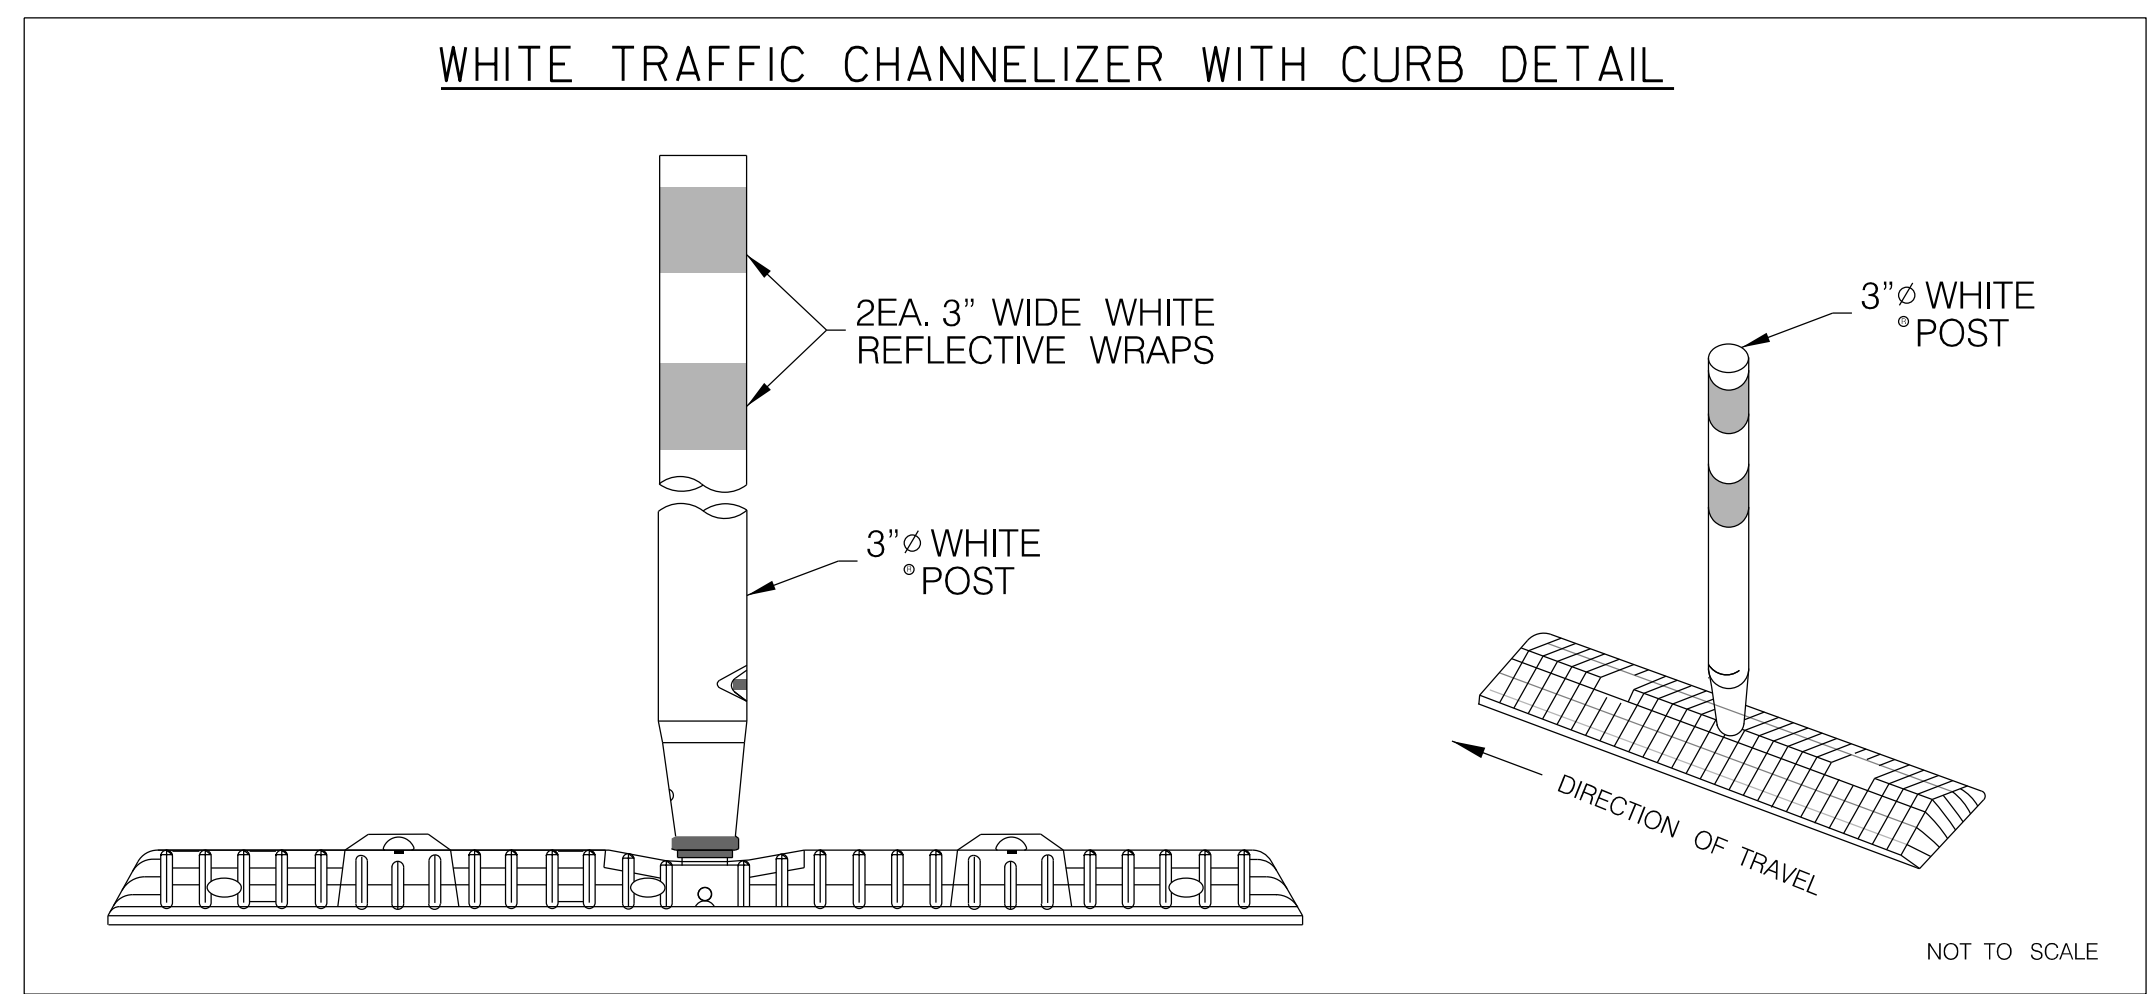 WHITE TRAFFIC CHANNELIZER WITH CURB DETAIL
2EA. 3" WIDE WHITE
REFLECTIVE WRAPS
3"Ø WHITE
® POST
3"Ø WHITE
® POST
DIRECTION OF TRAVEL
NOT TO SCALE